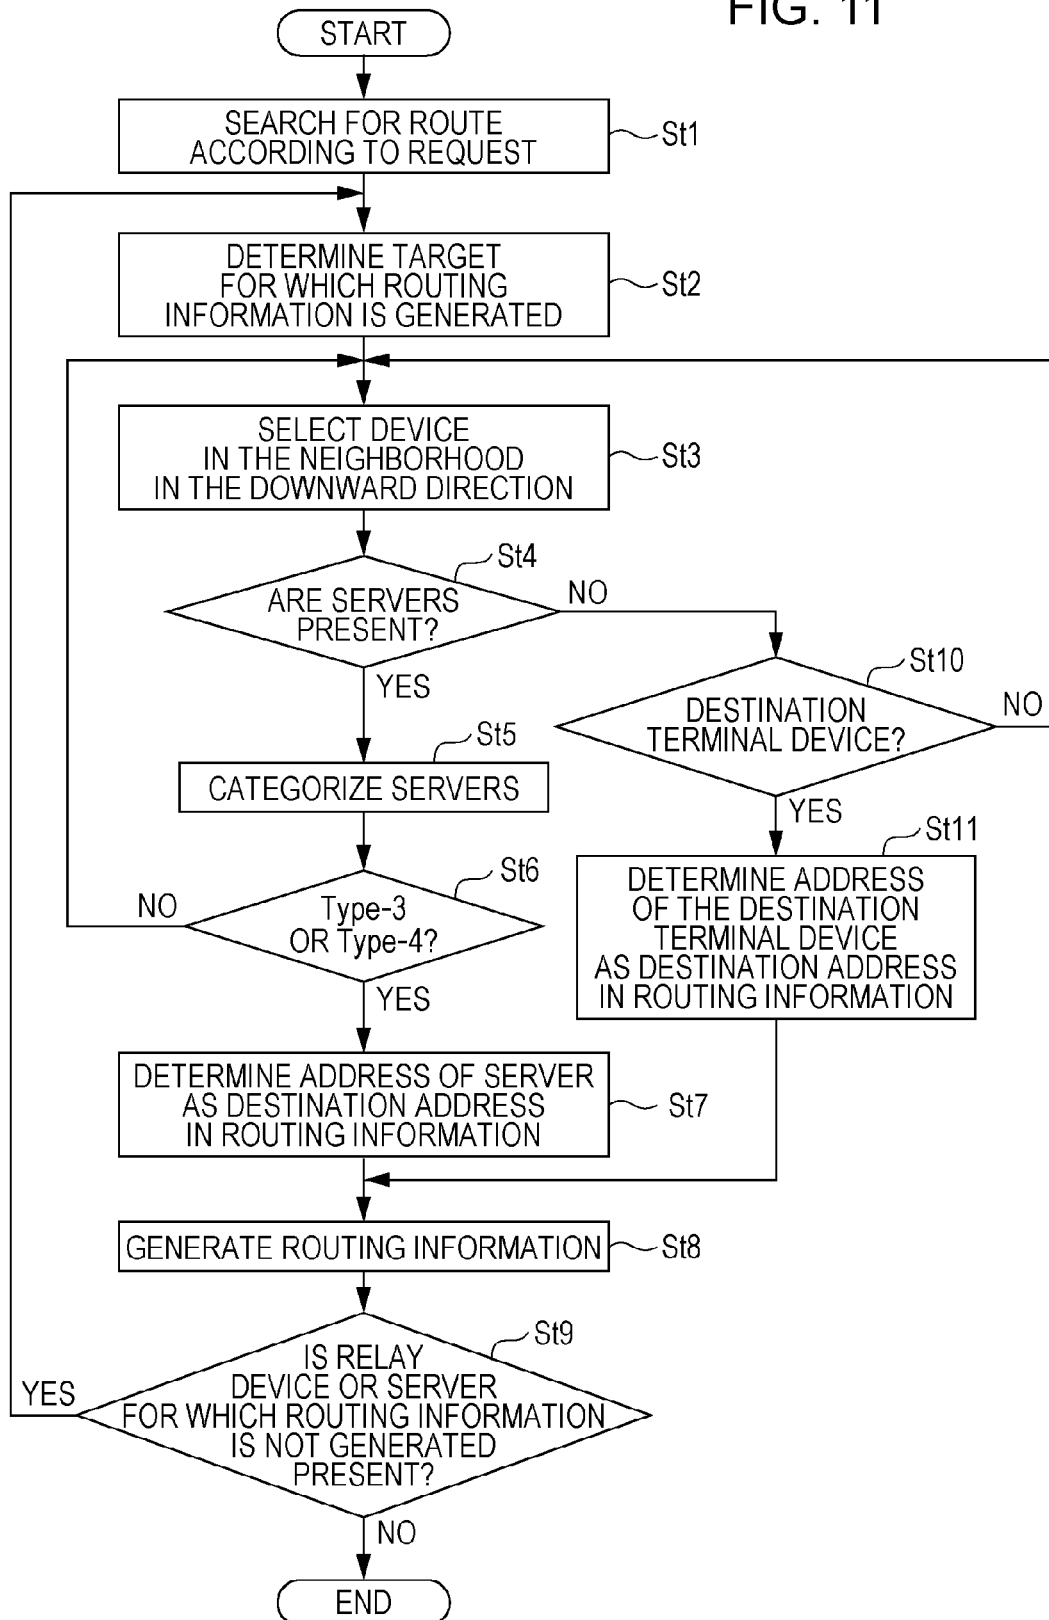 FIG. 11
START
SEARCH FOR ROUTE
ACCORDING TO REQUEST
St1
DETERMINE TARGET
FOR WHICH ROUTING
INFORMATION IS GENERATED
St2
SELECT DEVICE
IN THE NEIGHBORHOOD
IN THE DOWNWARD DIRECTION
St3
St4
ARE SERVERS
PRESENT?
NO
YES
St10
DESTINATION
TERMINAL DEVICE?
NO
YES
St5
CATEGORIZE SERVERS
St6
Type-3
OR Type-4?
NO
YES
St11
DETERMINE ADDRESS
OF THE DESTINATION
TERMINAL DEVICE
AS DESTINATION ADDRESS
IN ROUTING INFORMATION
DETERMINE ADDRESS OF SERVER
AS DESTINATION ADDRESS
IN ROUTING INFORMATION
St7
GENERATE ROUTING INFORMATION
St8
St9
IS RELAY
DEVICE OR SERVER
FOR WHICH ROUTING INFORMATION
IS NOT GENERATED
PRESENT?
YES
NO
END